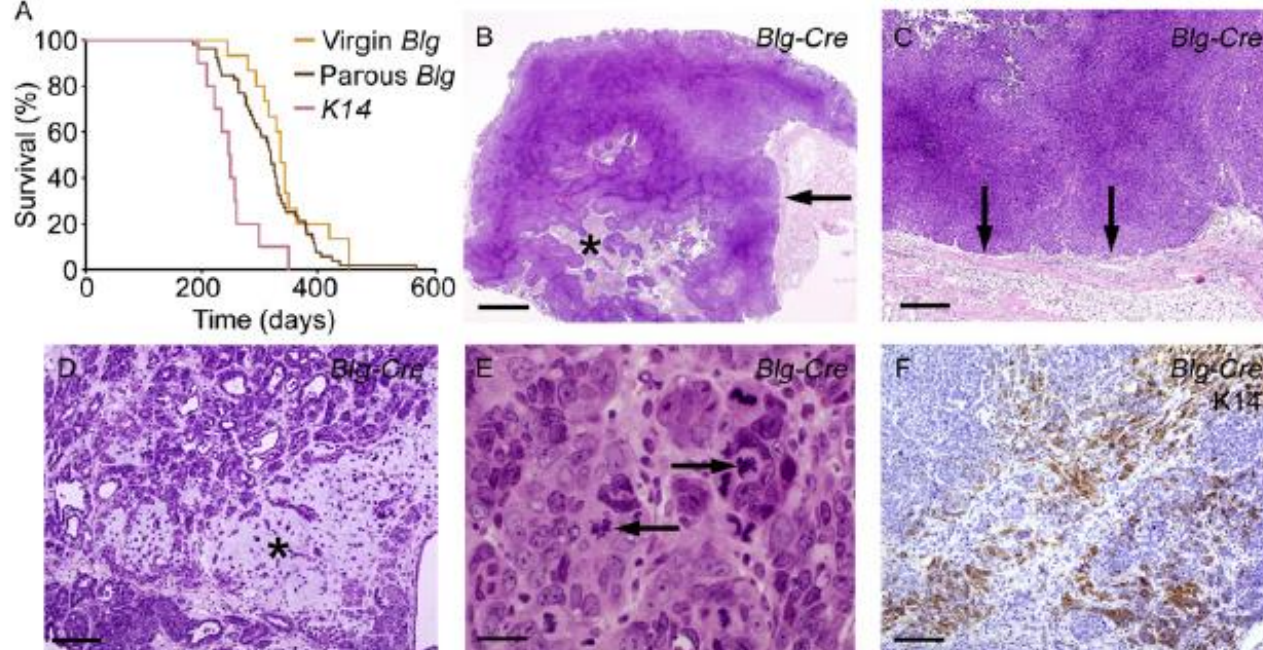 A
100
80
60
40
20
0
Survival (%)
0 200 400 600
Time (days)
Virgin Blg
Parous Blg
K14
B
Blg-Cre
*
C
Blg-Cre
D
Blg-Cre
*
E
Blg-Cre
F
Blg-Cre
K14